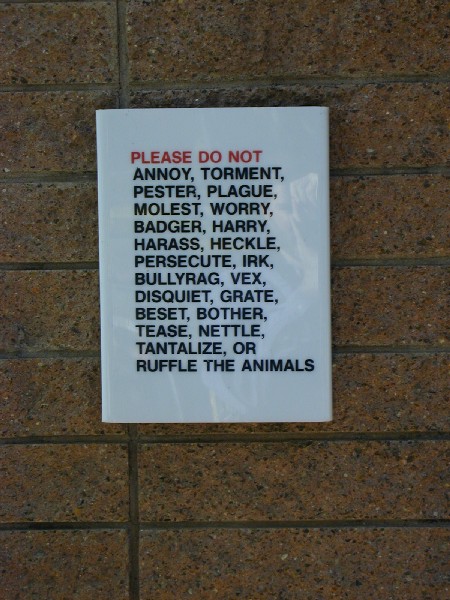 PLEASE DO NOT
ANNOY, TORMENT,
PESTER, PLAGUE,
MOLEST, WORRY,
BADGER, HARRY,
HARASS, HECKLE,
PERSECUTE, IRK,
BULLYRAG, VEX,
DISQUIET, GRATE,
BESET, BOTHER,
TEASE, NETTLE,
TANTALIZE, OR
RUFFLE THE ANIMALS